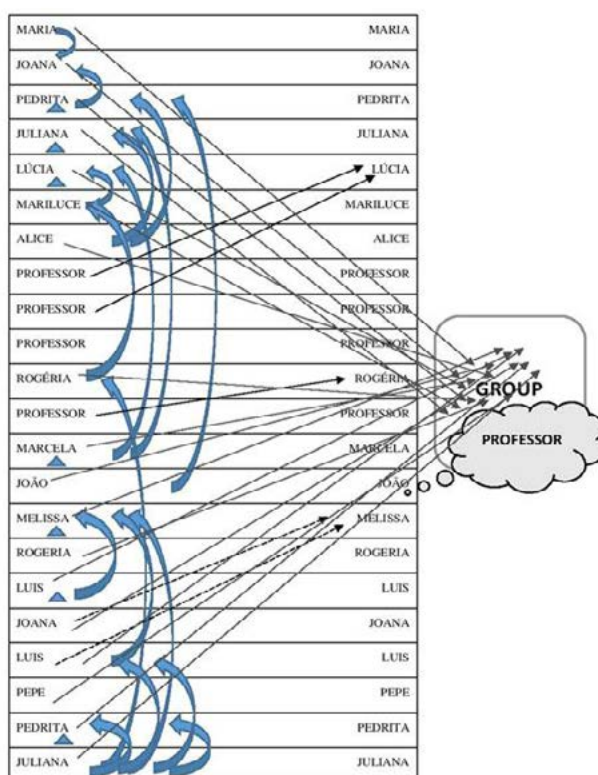 MARIA MARIA
JOANA JOANA
PEDRITA PEDRITA
JULIANA JULIANA
LÚCIA LÚCIA
MARILUCE MARILUCE
ALICE ALICE
PROFESSOR PROFESSOR
PROFESSOR PROFESSOR
PROFESSOR PROFESSOR
ROGÉRIA ROGÉRIA
PROFESSOR PROFESSOR
MARCELA MARCELA
JOÃO JOÃO
MELISSA MELISSA
ROGERIA ROGERIA
LUIS LUIS
JOANA JOANA
LUIS LUIS
PEPE PEPE
PEDRITA PEDRITA
JULIANA JULIANA
GROUP
PROFESSOR